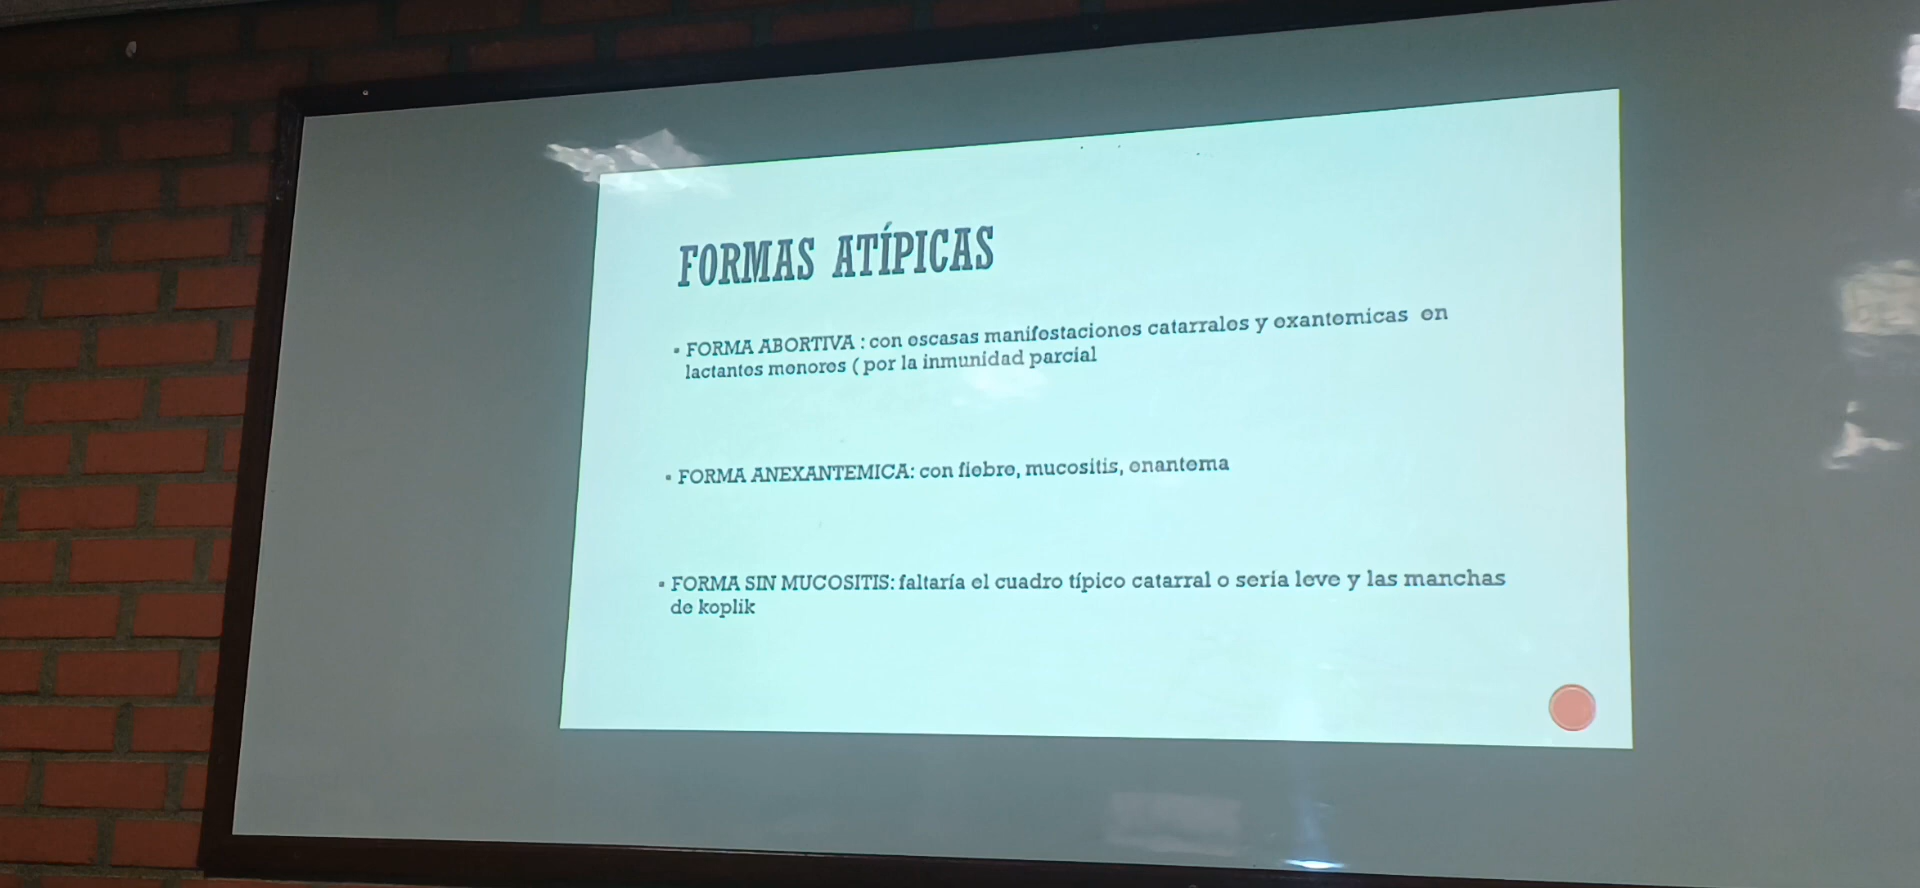 FORMAS ATÍPICAS
▪ FORMA ABORTIVA : con escasas manifestaciones catarrales y exantemicas en
lactantes menores ( por la inmunidad parcial
▪ FORMA ANEXANTEMICA: con fiebre, mucositis, enantema
▪ FORMA SIN MUCOSITIS: faltaría el cuadro típico catarral o seria leve y las manchas
de koplik